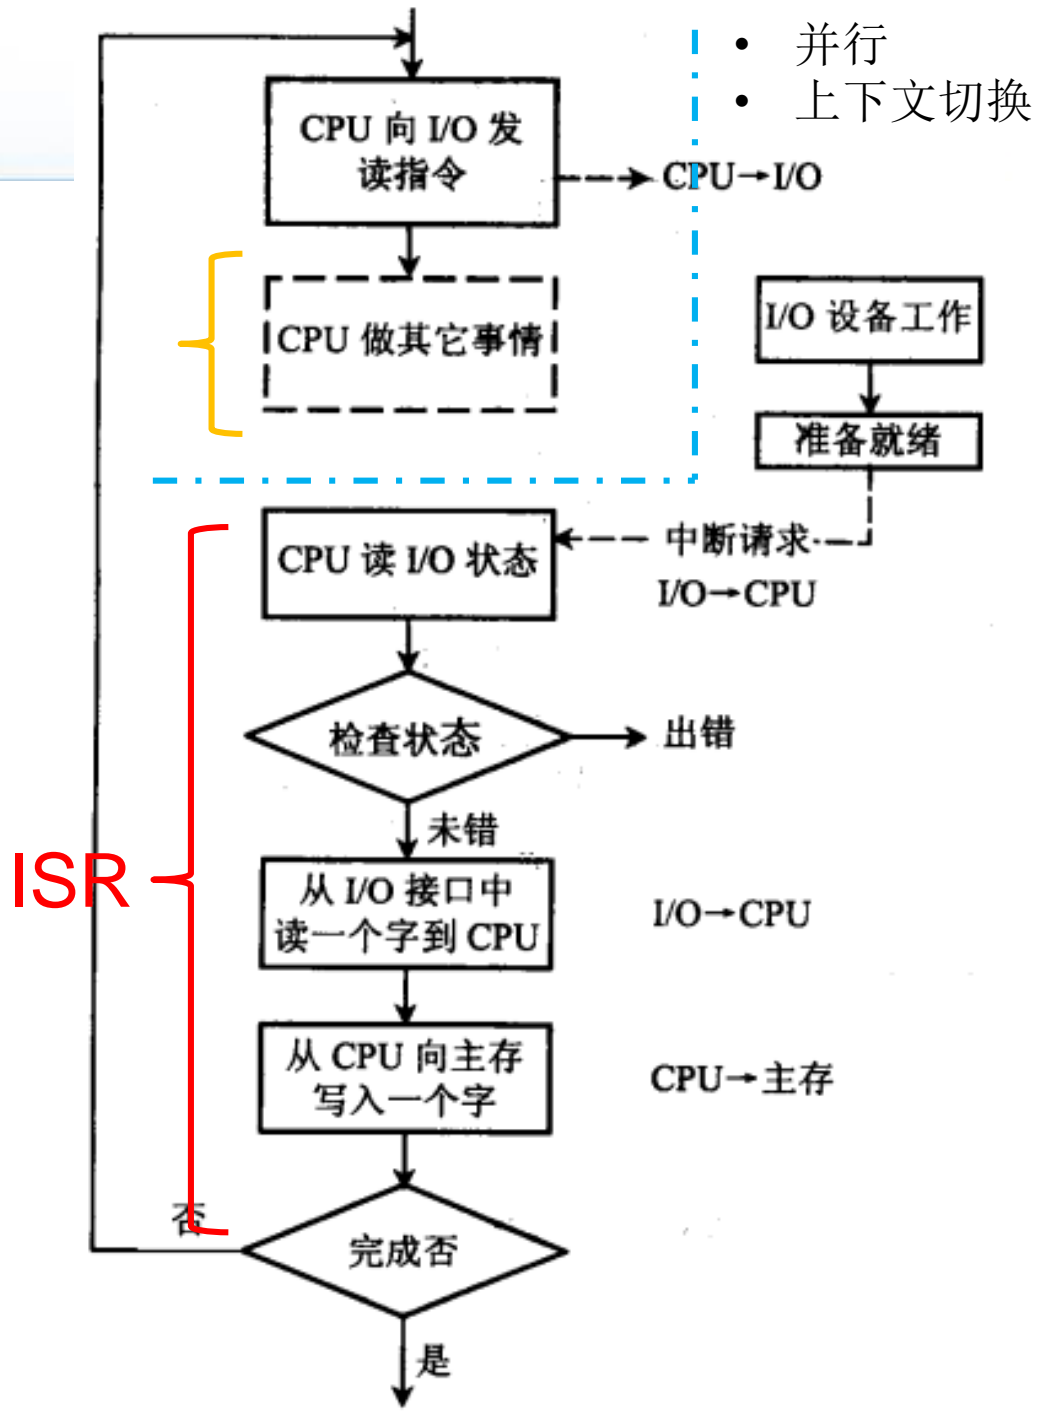 • 并行
• 上下文切换
CPU 向 I/O 发
读指令
CPU→I/O
CPU 做其它事情
I/O 设备工作
准备就绪
中断请求
CPU 读 I/O 状态
I/O→CPU
检查状态
出错
未错
ISR
从 I/O 接口中
读一个字到 CPU
I/O→CPU
从 CPU 向主存
写入一个字
CPU→主存
否
完成否
是